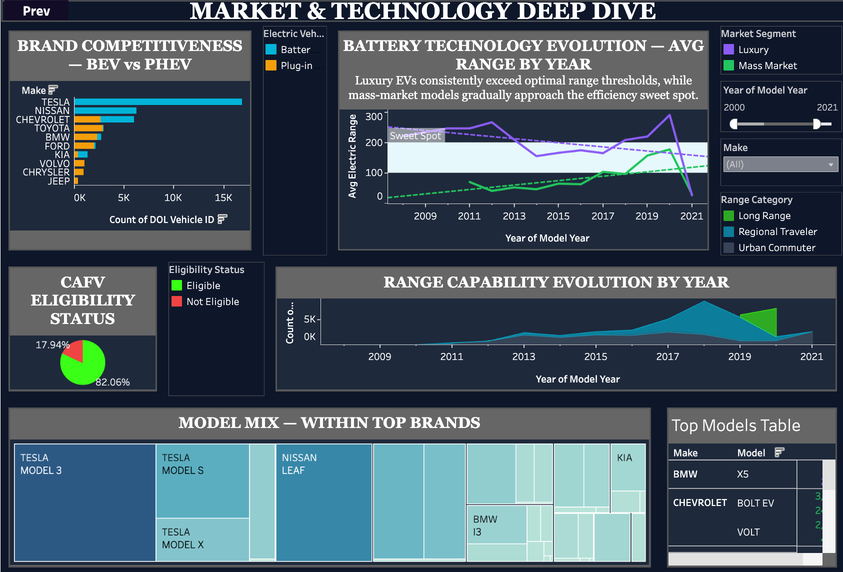 Prev
MARKET & TECHNOLOGY DEEP DIVE
BRAND COMPETITIVENESS
— BEV vs PHEV
Make
TESLA
NISSAN
CHEVROLET
TOYOTA
BMW
FORD
KIA
VOLVO
CHRYSLER
JEEP
0K 5K 10K 15K
Count of DOL Vehicle ID
Electric Veh...
Batter
Plug-in
BATTERY TECHNOLOGY EVOLUTION — AVG
RANGE BY YEAR
Luxury EVs consistently exceed optimal range thresholds, while
mass-market models gradually approach the efficiency sweet spot.
Avg Electric Range
300
200
100
0
Sweet Spot
2009 2011 2013 2015 2017 2019 2021
Year of Model Year
Market Segment
Luxury
Mass Market
Year of Model Year
2000 2021
Make
(All)
Range Category
Long Range
Regional Traveler
Urban Commuter
CAFV
ELIGIBILITY
STATUS
17.94%
82.06%
Eligibility Status
Eligible
Not Eligible
RANGE CAPABILITY EVOLUTION BY YEAR
Count o...
5K
0K
2009 2011 2013 2015 2017 2019 2021
Year of Model Year
MODEL MIX — WITHIN TOP BRANDS
TESLA
MODEL 3
TESLA
MODEL S
TESLA
MODEL X
NISSAN
LEAF
BMW
I3
KIA
Top Models Table
Make Model
BMW X5
CHEVROLET BOLT EV
VOLT